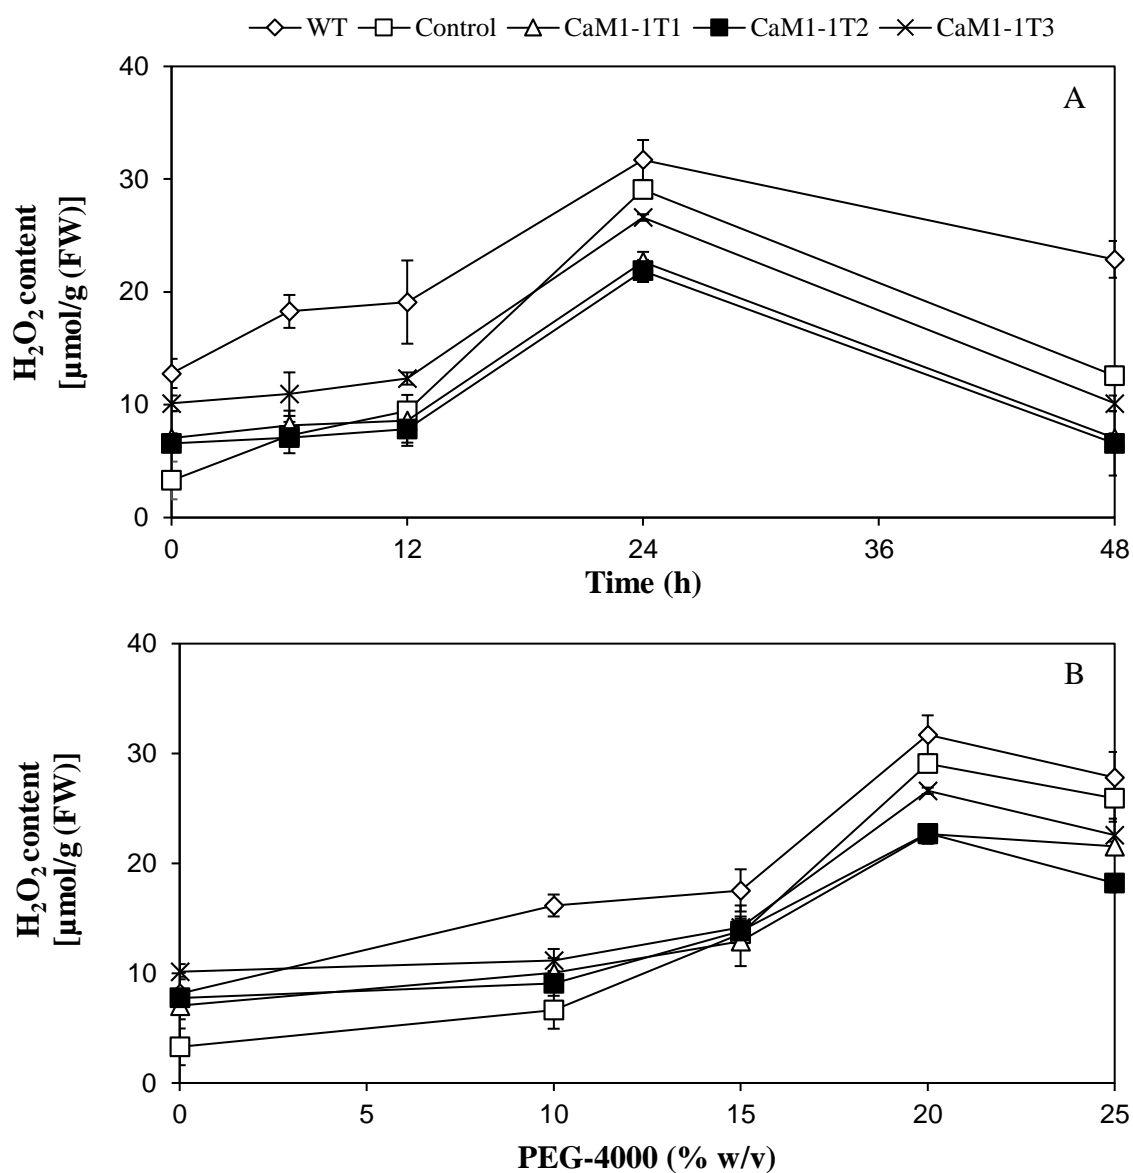 WT Control CaM1-1T1 CaM1-1T2 CaM1-1T3
A
40
30
20
10
0
H₂O₂ content
[µmol/g (FW)]
0 12 24 36 48
Time (h)
B
40
30
20
10
0
H₂O₂ content
[µmol/g (FW)]
0 5 10 15 20 25
PEG-4000 (% w/v)